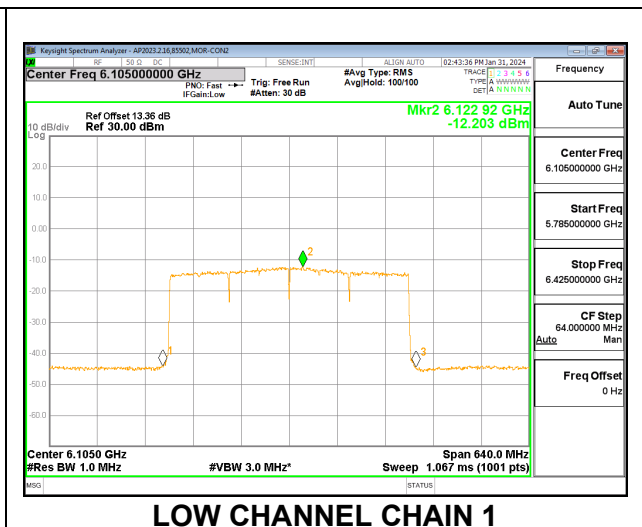 Keysight Spectrum Analyzer - AP2023.2.16,85502,MOR-CON2
RF 50 Ω DC SENSE:INT ALIGN AUTO 02:43:36 PM Jan 31, 2024
Center Freq 6.105000000 GHz
PNO: Fast
IFGain:Low
Trig: Free Run
#Atten: 30 dB
#Avg Type: RMS
Avg|Hold: 100/100
TRACE 1 2 3 4 5 6
TYPE A WWWWW
DET A N N N N N
Frequency
Auto Tune
Center Freq
6.105000000 GHz
Start Freq
5.785000000 GHz
Stop Freq
6.425000000 GHz
CF Step
64.000000 MHz
Auto Man
Freq Offset
0 Hz
Mkr2 6.122 92 GHz
-12.203 dBm
Ref Offset 13.36 dB
10 dB/div Ref 30.00 dBm
Log
20.0
10.0
0.00
-10.0
-20.0
-30.0
-40.0
-50.0
-60.0
2
1
3
Center 6.1050 GHz Span 640.0 MHz
#Res BW 1.0 MHz #VBW 3.0 MHz* Sweep 1.067 ms (1001 pts)
MSG STATUS
LOW CHANNEL CHAIN 1